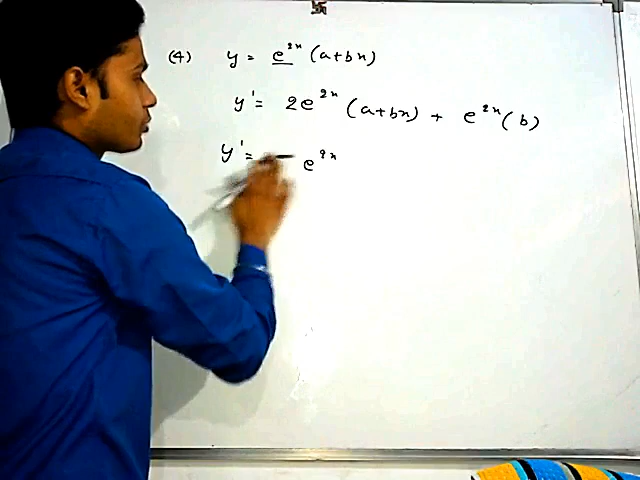 (4) y = e^{2x} (a+bx)
y' = 2e^{2x} (a+bx) + e^{2x}(b)
y' = e^{2x}